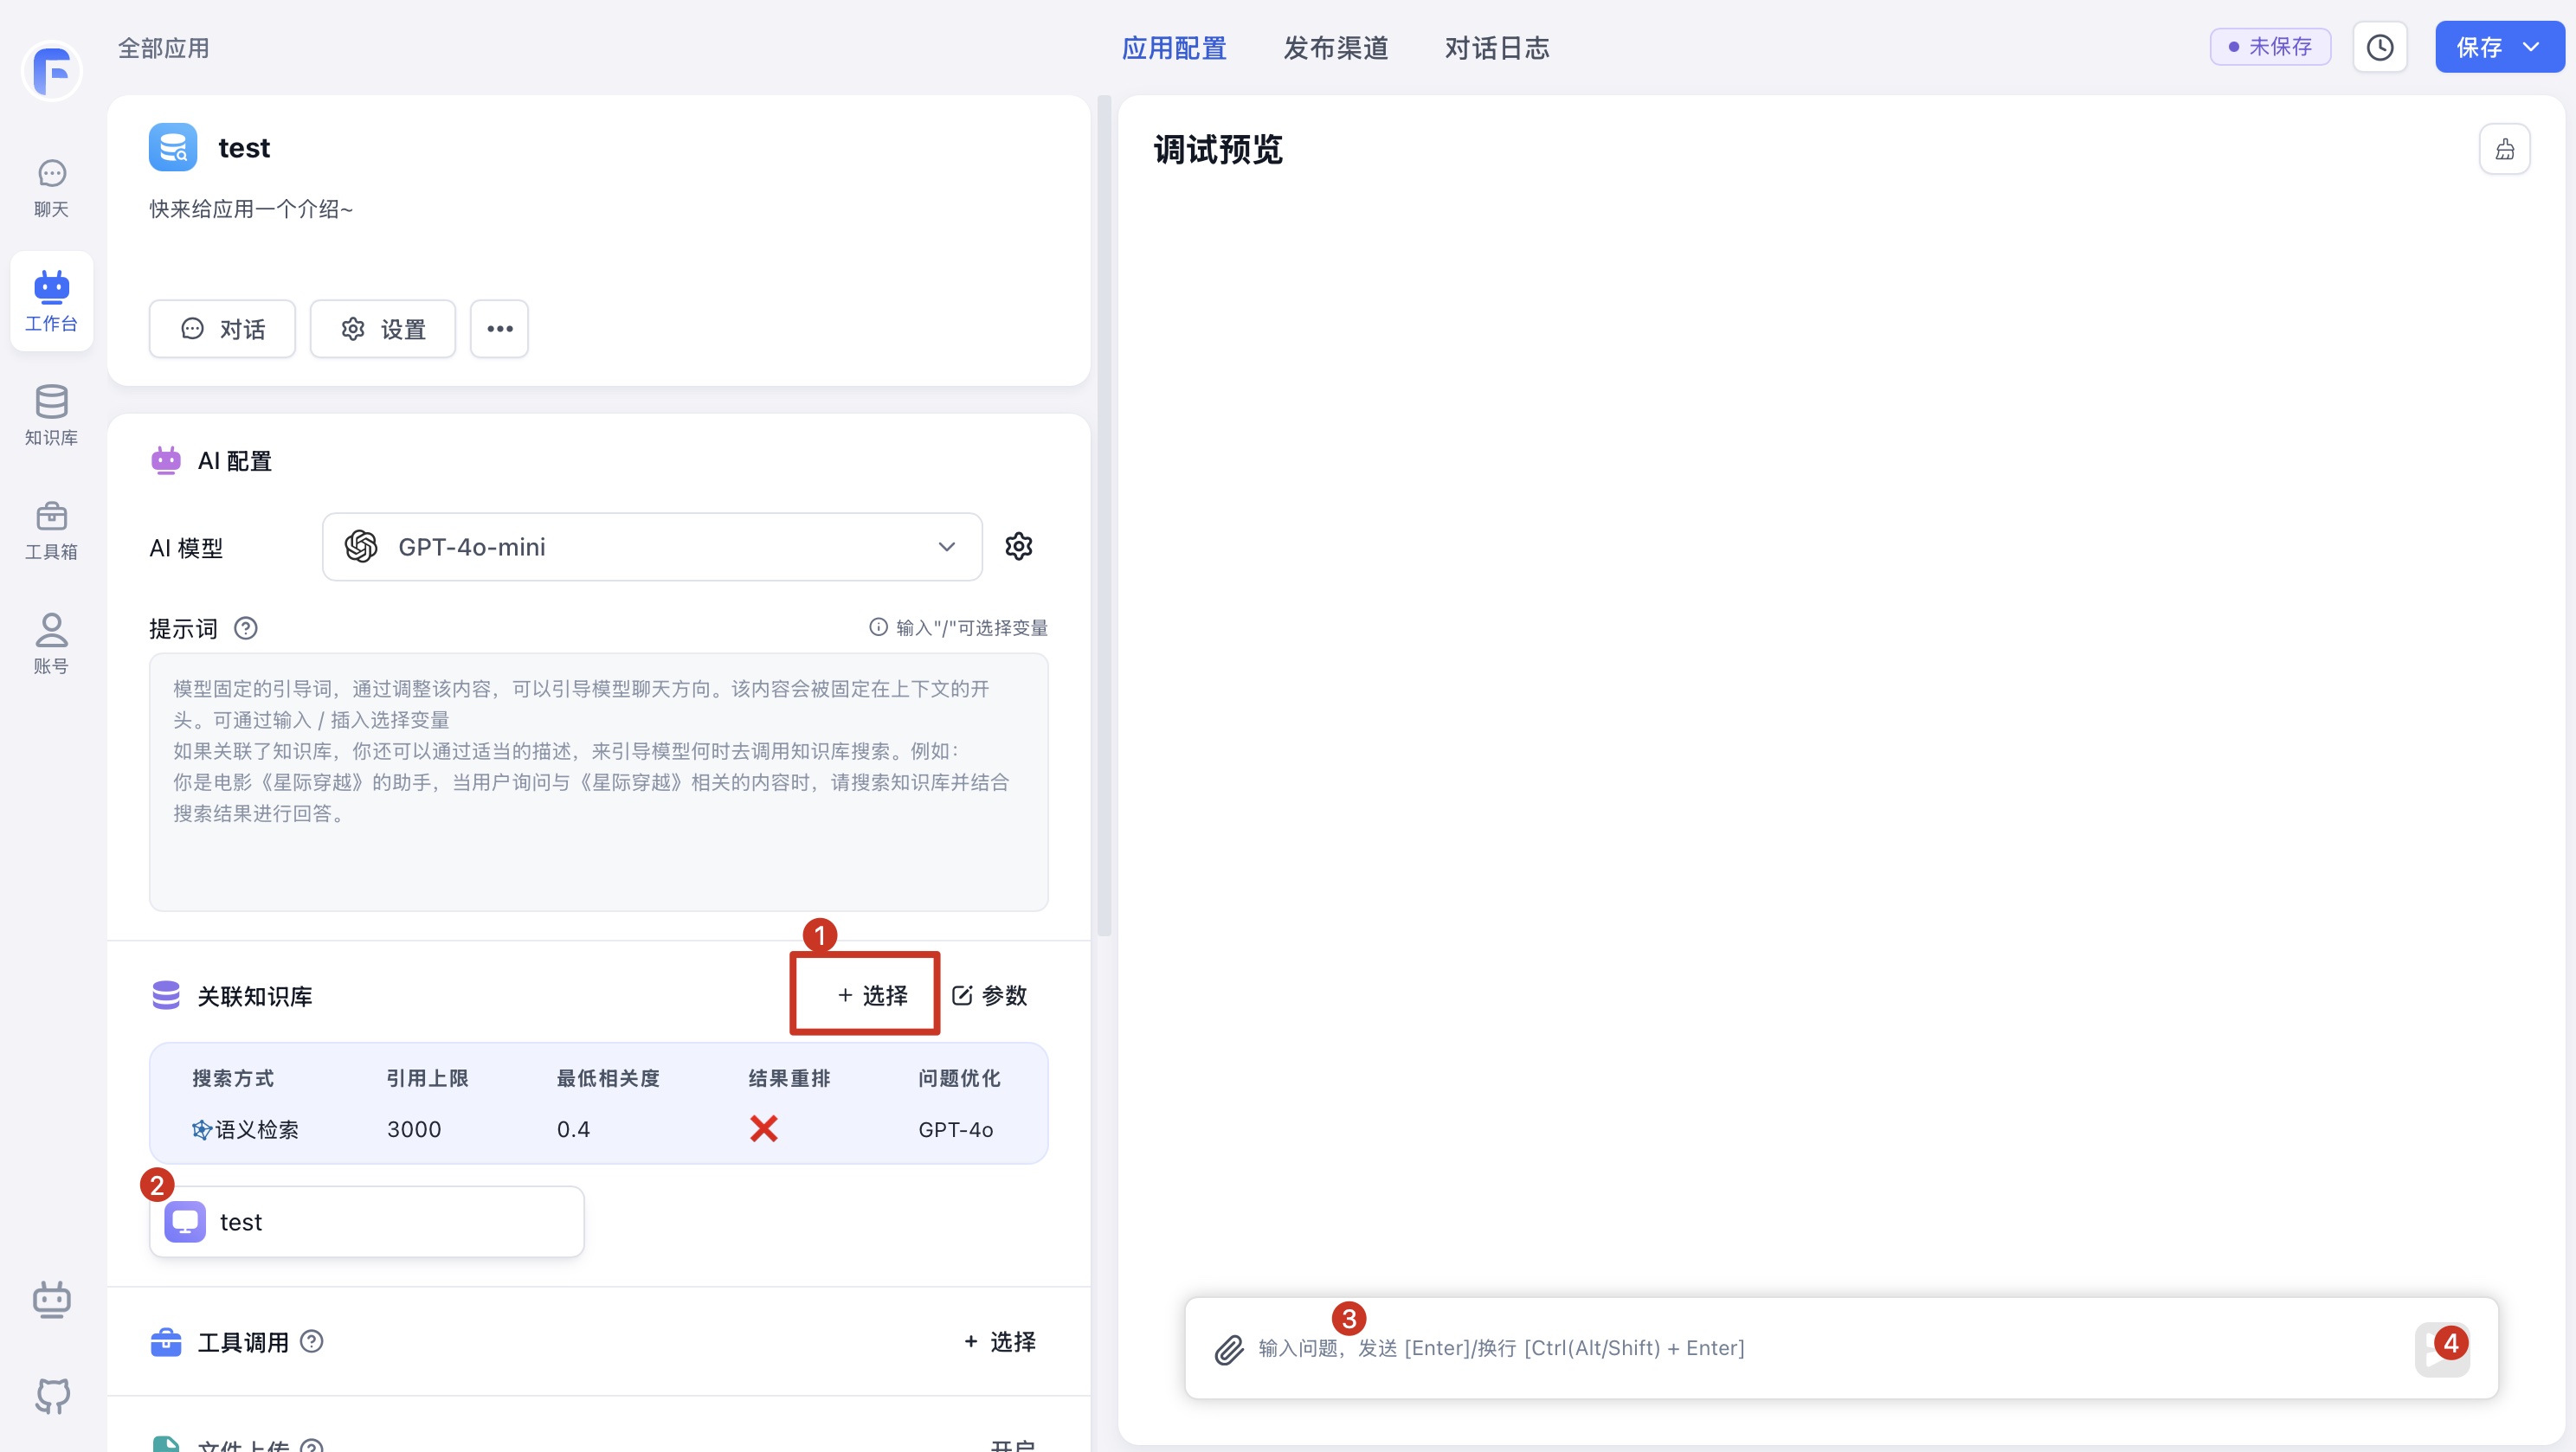 全部应用
应用配置
发布渠道
对话日志
未保存
保存
聊天
工作台
知识库
工具箱
账号
test
快来给应用一个介绍~
对话
设置
AI 配置
AI 模型
GPT-4o-mini
提示词
输入"/"可选择变量
模型固定的引导词，通过调整该内容，可以引导模型聊天方向。该内容会被固定在上下文的开
头。可通过输入 / 插入选择变量
如果关联了知识库，你还可以通过适当的描述，来引导模型何时去调用知识库搜索。例如：
你是电影《星际穿越》的助手，当用户询问与《星际穿越》相关的内容时，请搜索知识库并结合
搜索结果进行回答。
1
关联知识库
+ 选择
参数
搜索方式 引用上限 最低相关度 结果重排 问题优化
语义检索 3000 0.4 GPT-4o
2
test
工具调用
+ 选择
文件上传
开启
调试预览
3
输入问题，发送 [Enter]/换行 [Ctrl(Alt/Shift) + Enter]
4